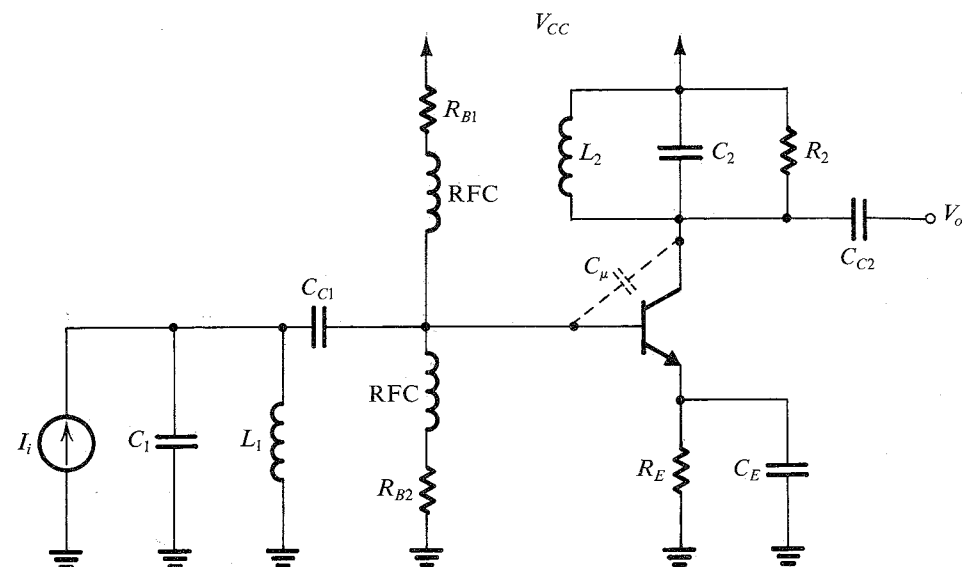 V_CC
R_B1
RFC
L_2
C_2
R_2
V_o
C_C2
C_μ
C_C1
RFC
I_i
C_1
L_1
R_B2
R_E
C_E